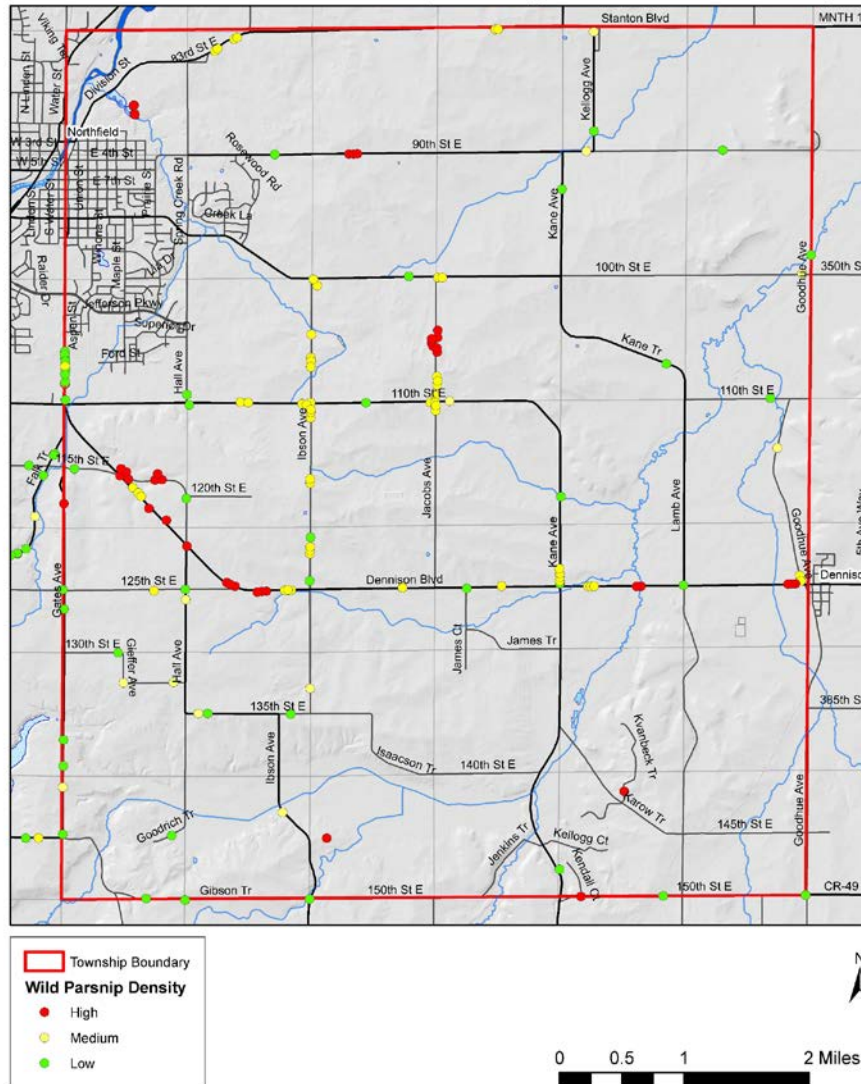 Viking Ter
83rd St E
Stanton Blvd
MNTH 1
N Linden St
Water St
Division St
Kellogg Ave
Northfield
W 3rd St
E 4th St
W 5th St
90th St E
Rosewood Rd
E 7th St
Union St
Prairie S
Spring Creek Rd
Linden St
S Water St
Winona St
Creek La
Maple St
Kane Ave
Goodhue Ave
100th St E
350th S
Raider Dr
Jefferson Pkwy
Superior Dr
Aspen St
Ford St
Hall Ave
Kane Tr
110th St E
110th St E
Ibson Ave
Jacobs Ave
Falk Tr
115th St E
120th St E
Lamb Ave
Goodhue Ave
Kane Ave
125th St E
Dennison Blvd
Dennison
Gates Ave
130th St E
Gieffer Ave
Hall Ave
James Ct
James Tr
135th St E
365th S
Ibson Ave
Isaacson Tr
140th St E
Kvanbeck Tr
Karow Tr
Goodrich Tr
Jenkins Tr
Kellogg Ct
145th St E
Goodhue Ave
Gibson Tr
150th St E
Kendall Ct
150th St E
CR-49
Township Boundary
Wild Parsnip Density
High
Medium
Low
N
0 0.5 1 2 Miles